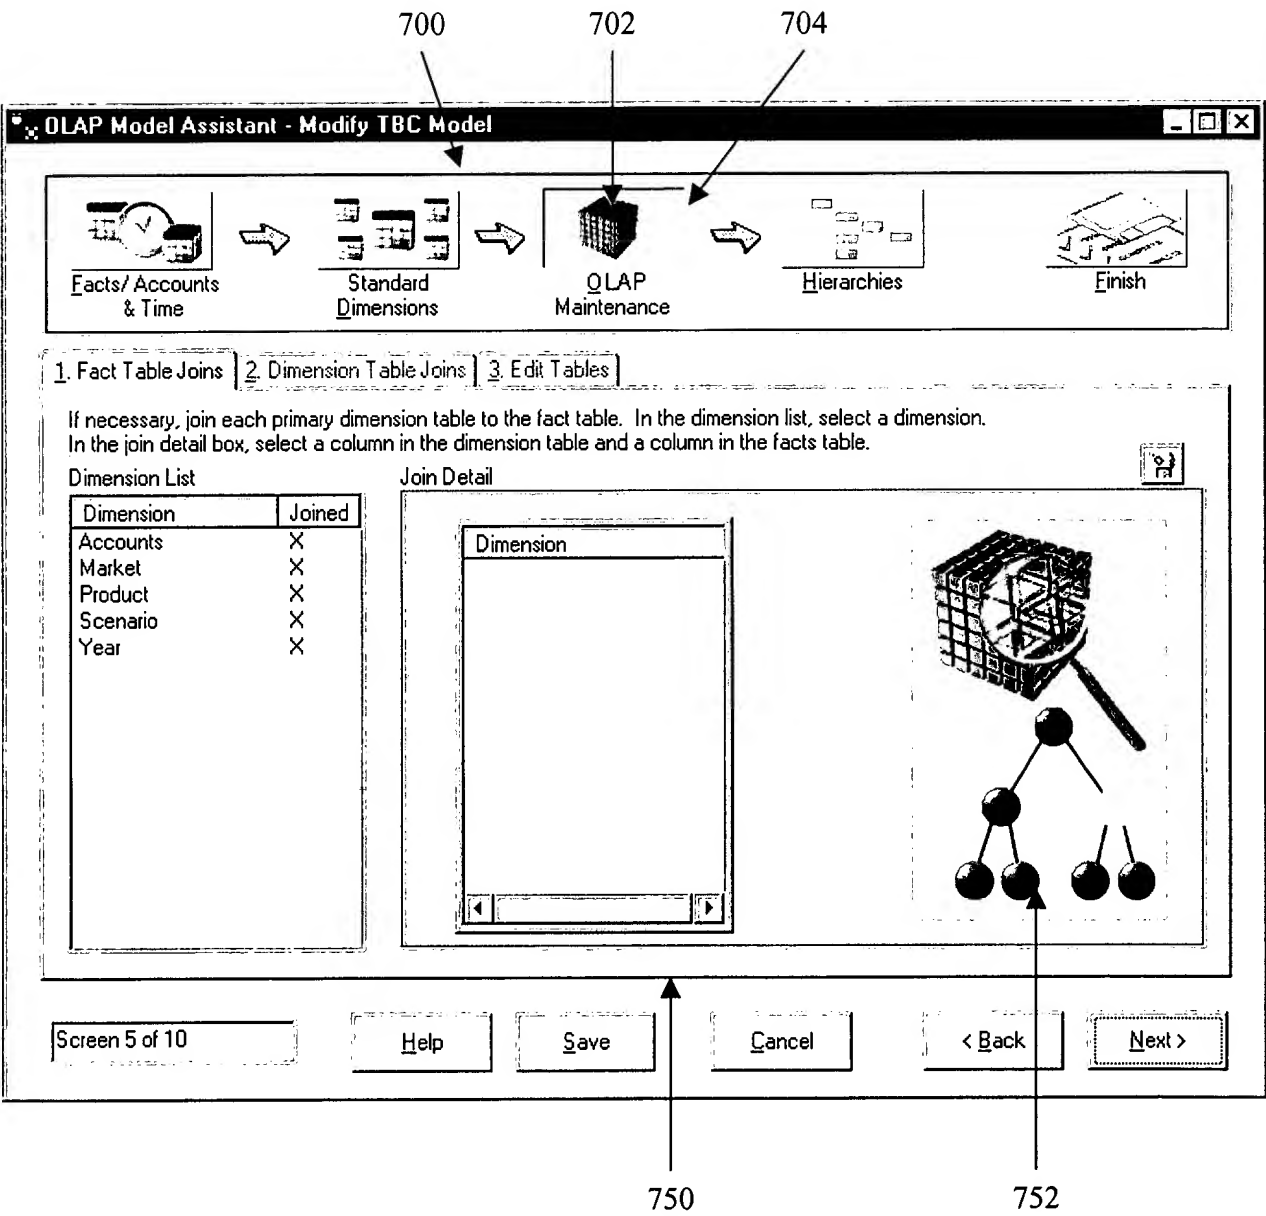 700 702 704
OLAP Model Assistant - Modify TBC Model
Facts/ Accounts & Time
Standard Dimensions
OLAP Maintenance
Hierarchies
Finish
1. Fact Table Joins 2. Dimension Table Joins 3. Edit Tables
If necessary, join each primary dimension table to the fact table. In the dimension list, select a dimension.
In the join detail box, select a column in the dimension table and a column in the facts table.
Dimension List Join Detail
Dimension Joined
Accounts X
Market X
Product X
Scenario X
Year X
Dimension
Screen 5 of 10 Help Save Cancel < Back Next >
750 752